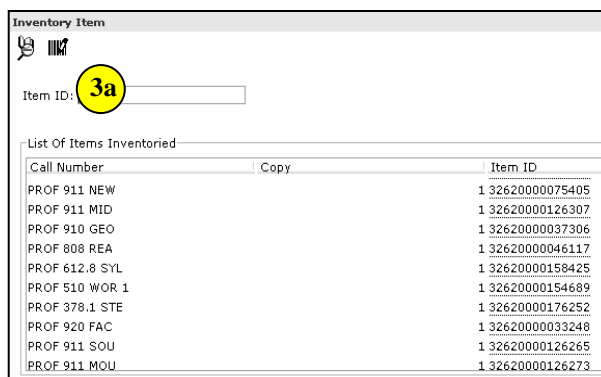 Inventory Item
Item ID: 3a
List Of Items Inventoried
Call Number Copy Item ID
PROF 911 NEW 1 32620000075405
PROF 911 MID 1 32620000126307
PROF 910 GEO 1 32620000037306
PROF 808 REA 1 32620000046117
PROF 612.8 SYL 1 32620000158425
PROF 510 WOR 1 1 32620000154689
PROF 378.1 STE 1 32620000176252
PROF 920 FAC 1 32620000033248
PROF 911 SOU 1 32620000126265
PROF 911 MOU 1 32620000126273